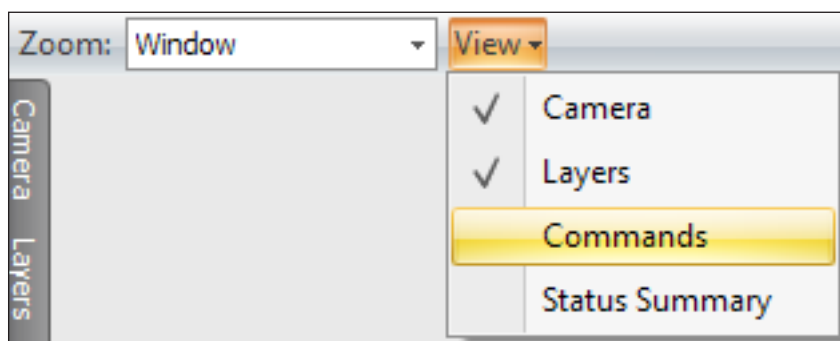 Zoom: Window View
Camera
Layers
Camera
Layers
Commands
Status Summary